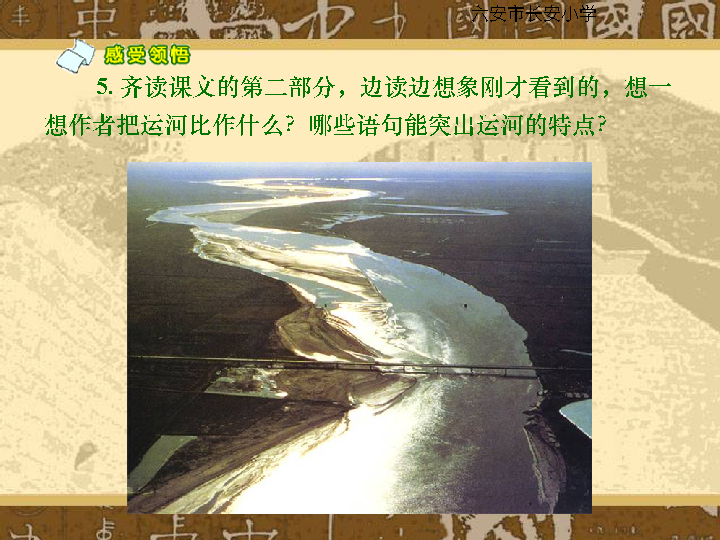 六安市长安小学
感受领悟
5. 齐读课文的第二部分，边读边想象刚才看到的，想一
想作者把运河比作什么？哪些语句能突出运河的特点？